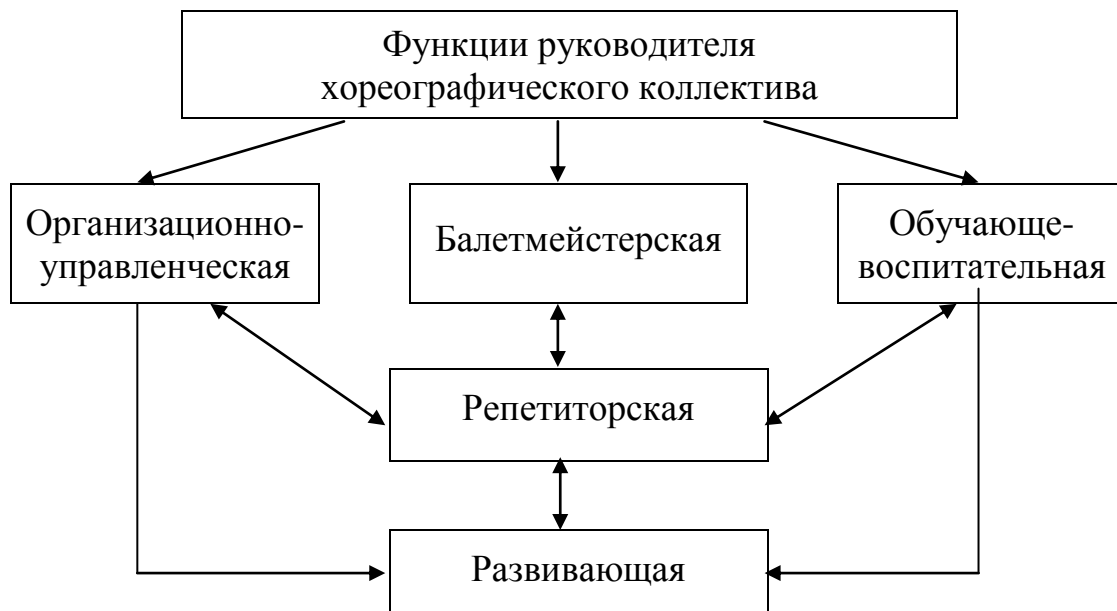 Функции руководителя
хореографического коллектива
Организационно-
управленческая
Балетмейстерская
Обучающе-
воспитательная
Репетиторская
Развивающая